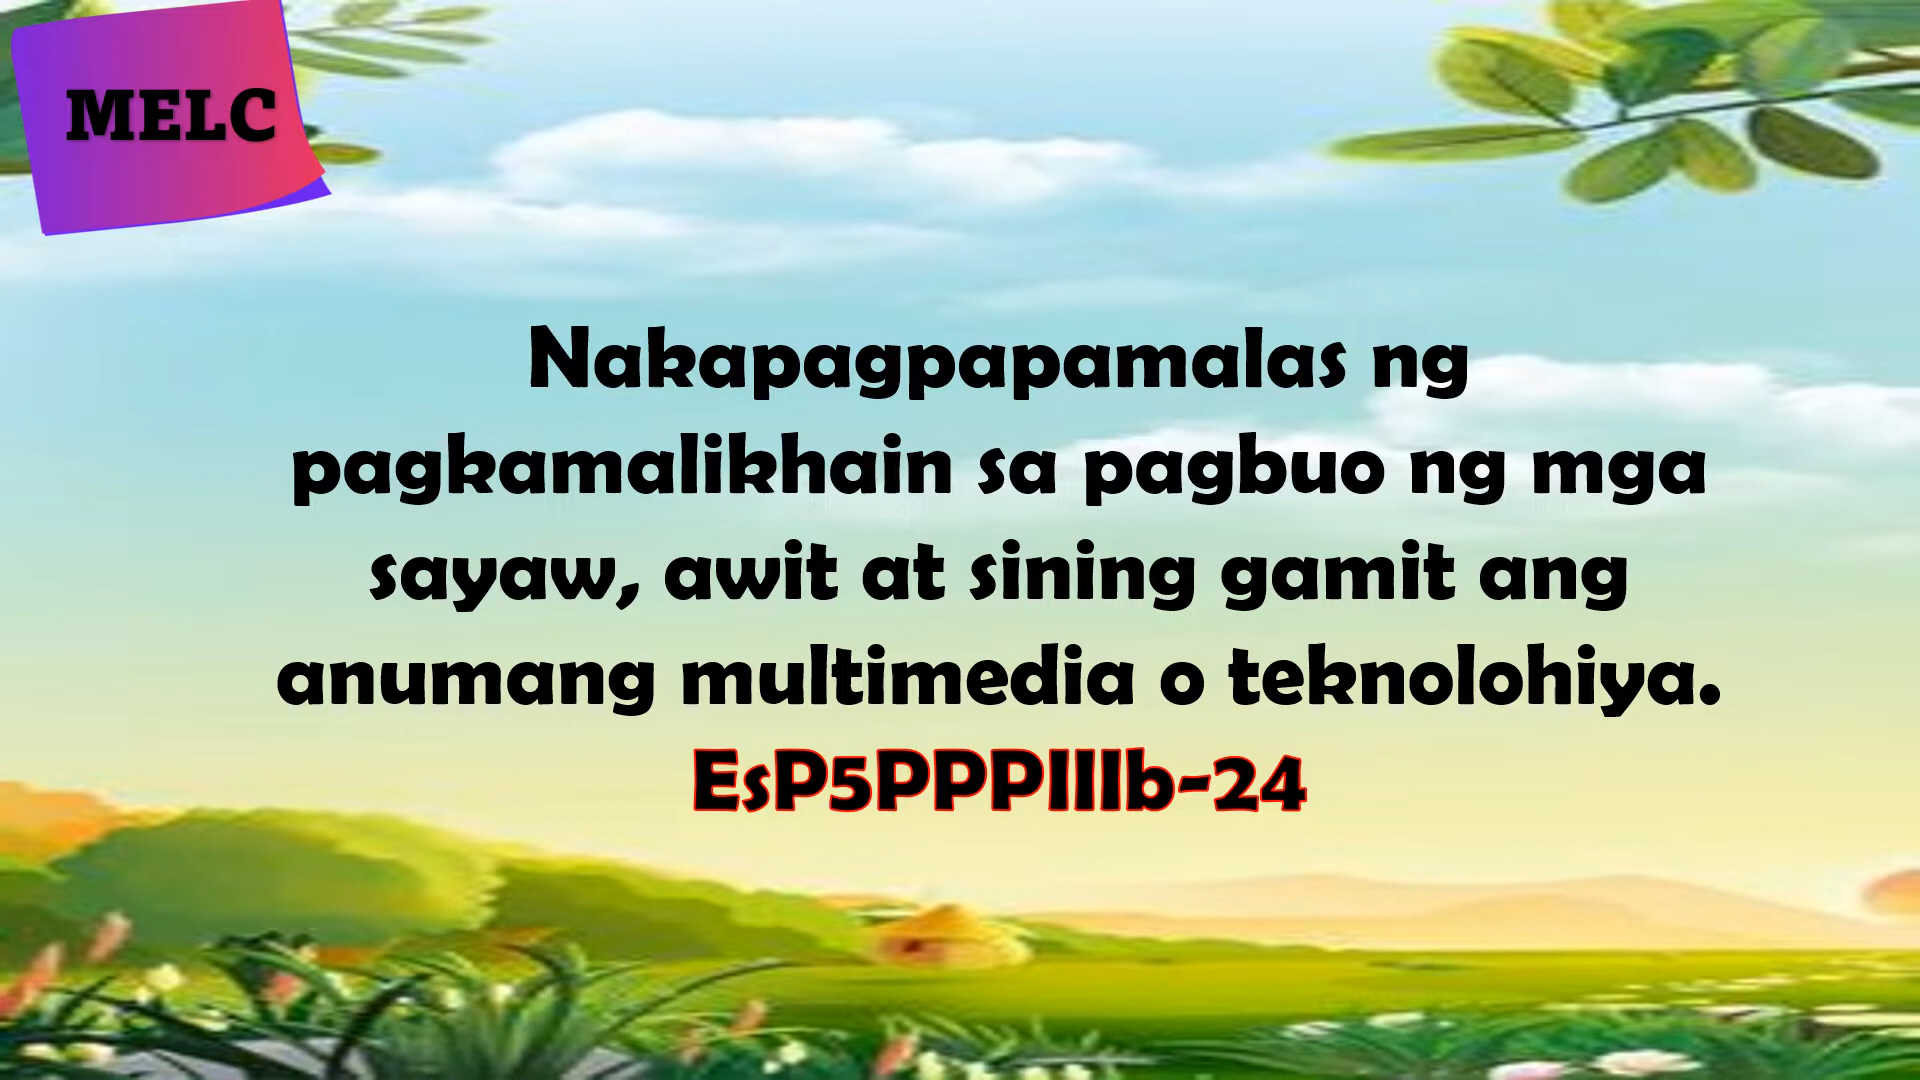 MELC
Nakapagpapamalas ng
pagkamalikhain sa pagbuo ng mga
sayaw, awit at sining gamit ang
anumang multimedia o teknolohiya.
EsP5PPPIIIb-24